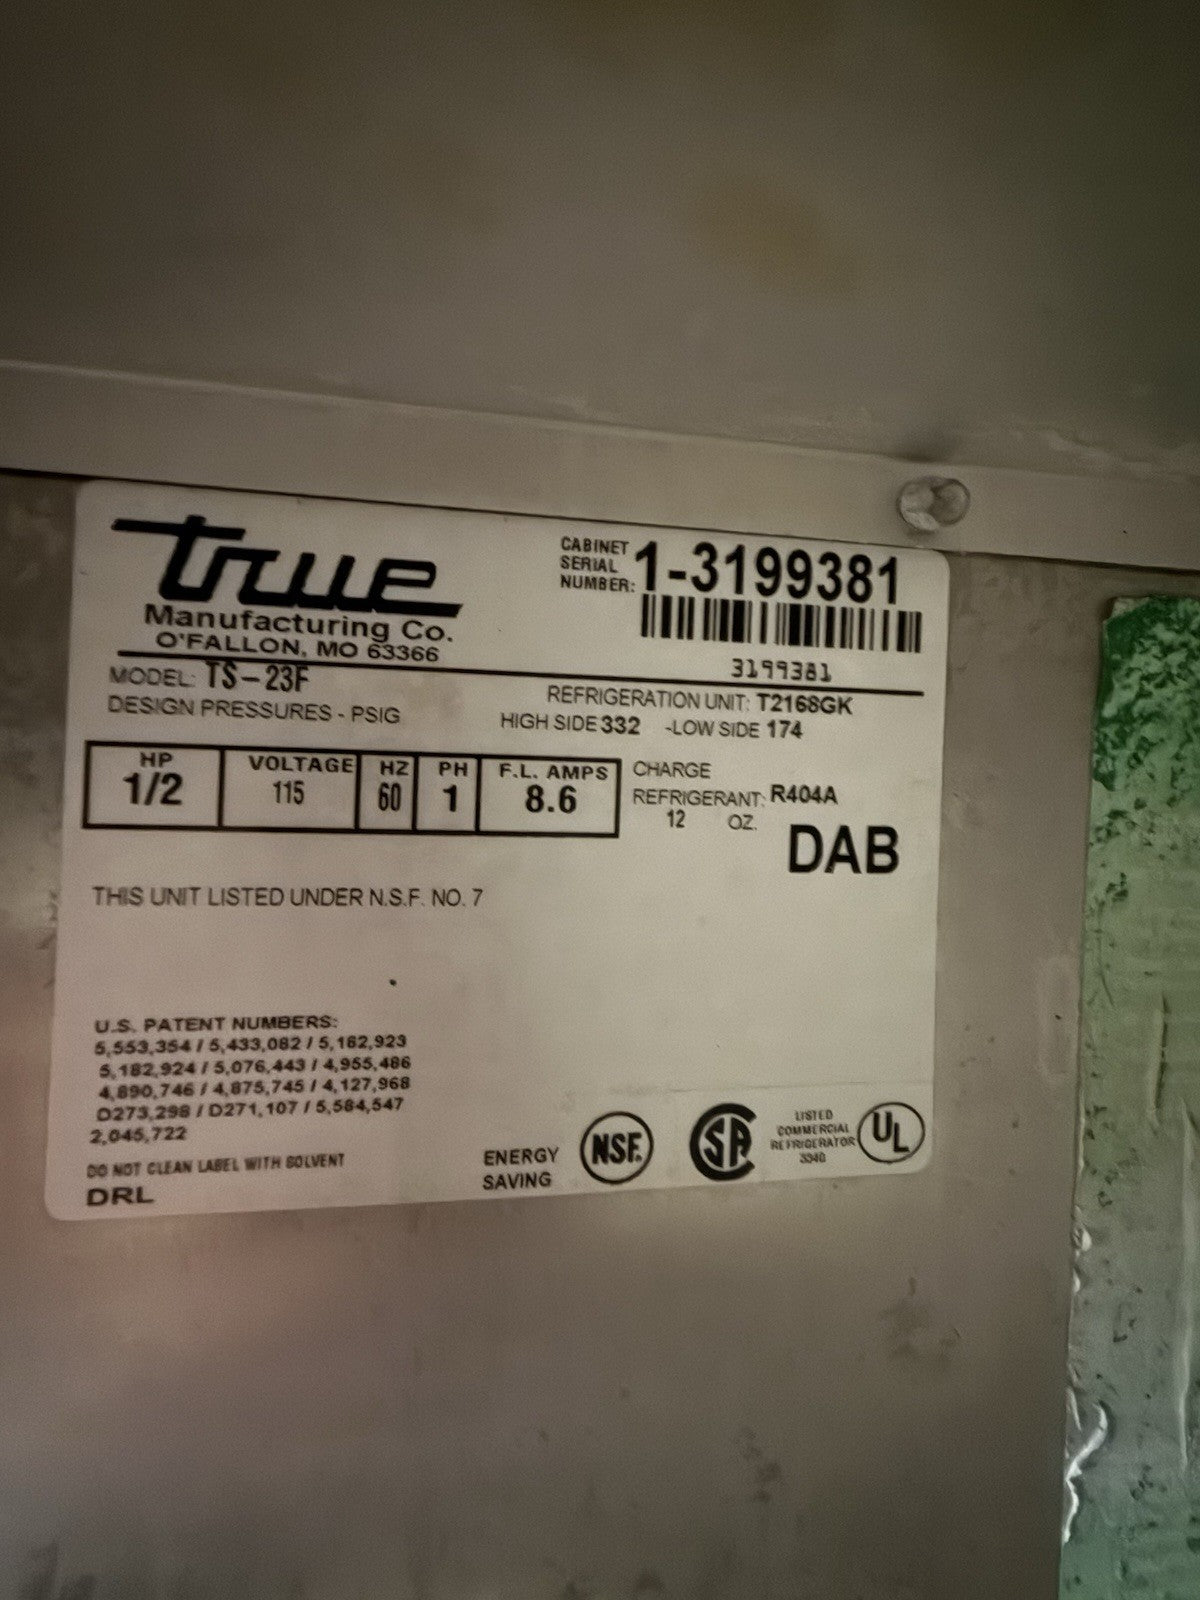 true
Manufacturing Co.
O'FALLON, MO 63366
CABINET
SERIAL
NUMBER: 1-3199381
3199381
MODEL: TS-23F
REFRIGERATION UNIT: T2168GK
DESIGN PRESSURES - PSIG HIGH SIDE 332 -LOW SIDE 174
HP VOLTAGE HZ PH F.L. AMPS
1/2 115 60 1 8.6
CHARGE
REFRIGERANT: R404A
12 OZ.
DAB
THIS UNIT LISTED UNDER N.S.F. NO. 7
U.S. PATENT NUMBERS:
5,553,354 / 5,433,082 / 5,182,923
5,182,924 / 5,076,443 / 4,955,486
4,890,746 / 4,875,745 / 4,127,968
D273,298 / D271,107 / 5,584,547
2,045,722
DO NOT CLEAN LABEL WITH SOLVENT
DRL
ENERGY
SAVING
NSF.
SA
LISTED
COMMERCIAL
REFRIGERATOR
UL